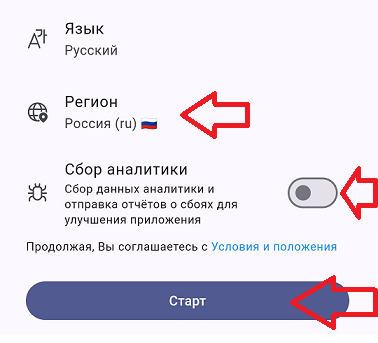 Язык
Русский
Регион
Россия (ru) 🇷🇺
Сбор аналитики
Сбор данных аналитики и
отправка отчётов о сбоях для
улучшения приложения
Продолжая, Вы соглашаетесь с Условия и положения
Старт